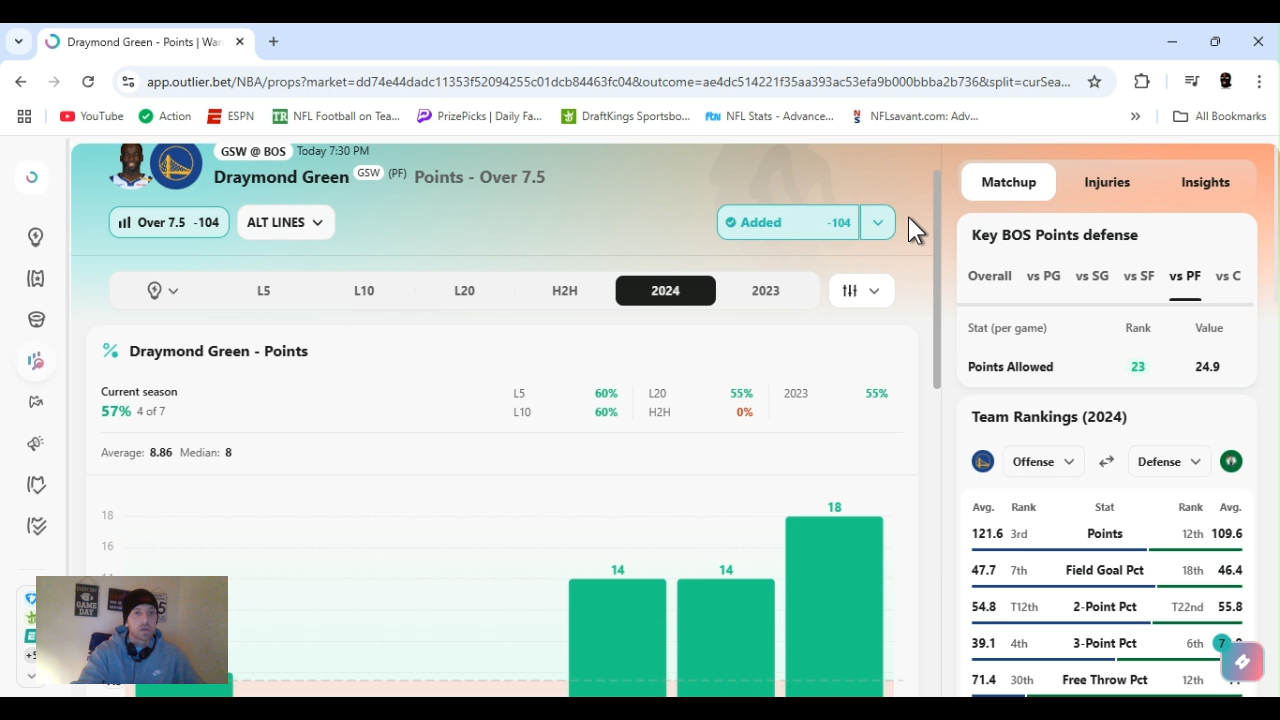 Draymond Green - Points | War
app.outlier.bet/NBA/props?market=dd74e44dadc11353f52094255c01dcb84463fc04&outcome=ae4dc514221f35aa393ac53efa9b000bbba2b736&split=curSea...
YouTube Action ESPN NFL Football on Tea... PrizePicks | Daily Fa... DraftKings Sportsbo... NFL Stats - Advance... NFLsavant.com: Adv... » All Bookmarks
GSW @ BOS Today 7:30 PM
Draymond Green GSW (PF) Points - Over 7.5
Over 7.5 -104 ALT LINES Added -104
L5 L10 L20 H2H 2024 2023
Draymond Green - Points
Current season
57% 4 of 7
L5 60% L20 55% 2023 55%
L10 60% H2H 0%
Average: 8.86 Median: 8
18
16
14
14
18
Matchup Injuries Insights
Key BOS Points defense
Overall vs PG vs SG vs SF vs PF vs C
Stat (per game) Rank Value
Points Allowed 23 24.9
Team Rankings (2024)
Offense Defense
Avg. Rank Stat Rank Avg.
121.6 3rd Points 12th 109.6
47.7 7th Field Goal Pct 18th 46.4
54.8 T12th 2-Point Pct T22nd 55.8
39.1 4th 3-Point Pct 6th
7
71.4 30th Free Throw Pct 12th
GAME
DAY